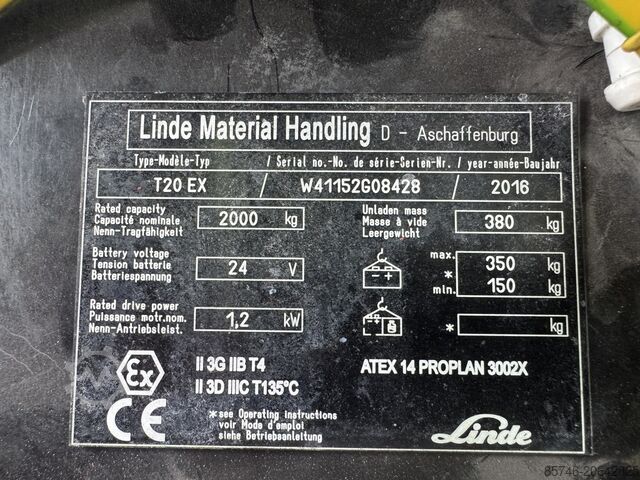 Linde Material Handling D - Aschaffenburg
Type-Modèle-Typ / Serial no.-No. de série-Serien-Nr. / year-année-Baujahr
T20 EX / W41152G08428 / 2016
Rated capacity
Capacité nominale
Nenn-Tragfähigkeit
2000 kg
Unladen mass
Masse à vide
Leergewicht
380 kg
Battery voltage
Tension batterie
Batteriespannung
24 V
max. 350 kg
*
min. 150 kg
Rated drive power
Puissance motr.nom.
Nenn-Antriebsleist.
1,2 kW
* kg
Ex
II 3G IIB T4
II 3D IIIC T135°C
ATEX 14 PROPLAN 3002X
CE
*see Operating instructions
voir Mode d'emploi
siehe Betriebsanleitung
Linde